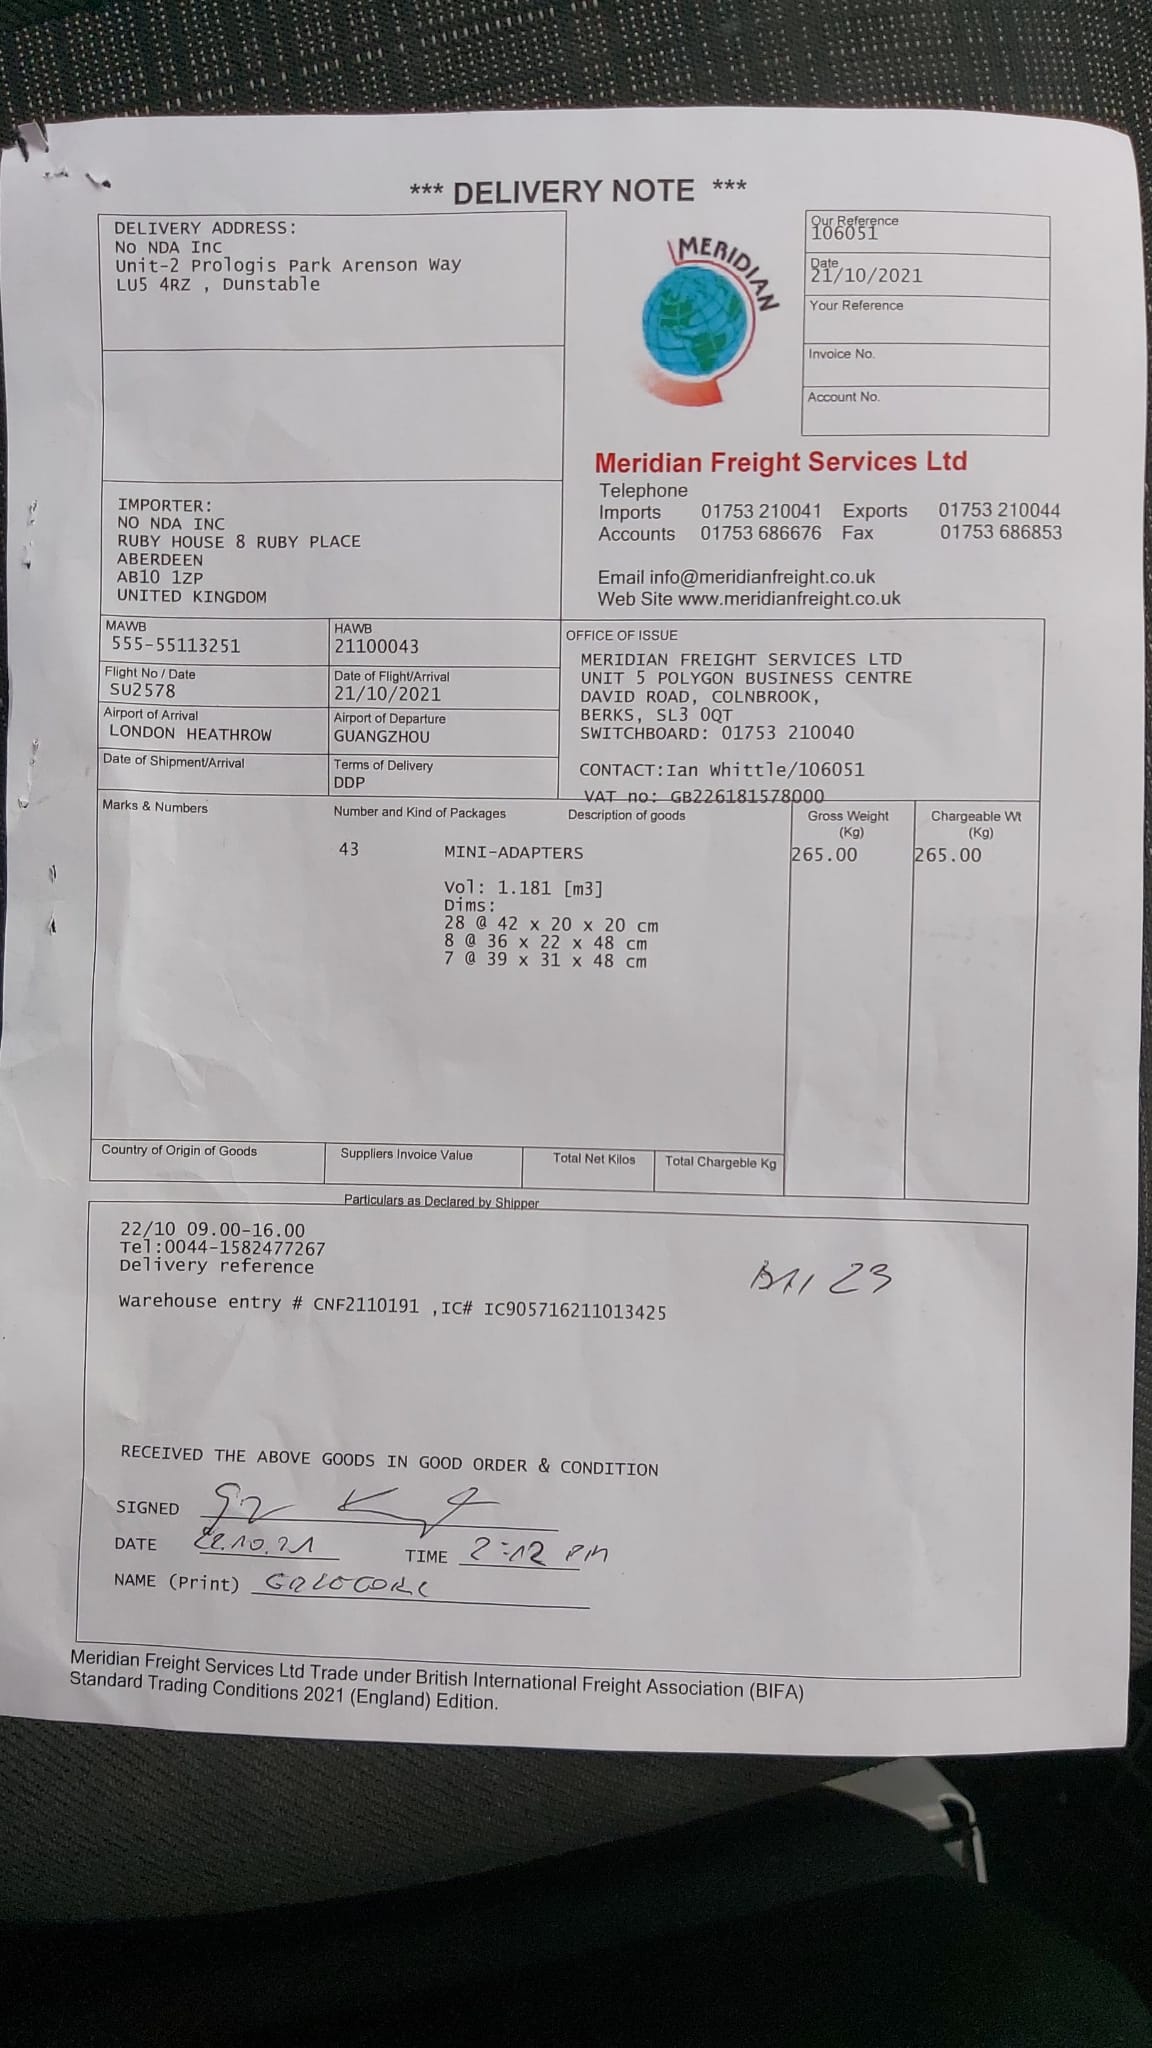 *** DELIVERY NOTE ***
DELIVERY ADDRESS:
No NDA Inc
Unit-2 Prologis Park Arenson Way
LU5 4RZ , Dunstable
MERIDIAN
Our Reference
106051
Date
21/10/2021
Your Reference
Invoice No.
Account No.
Meridian Freight Services Ltd
Telephone
Imports 01753 210041 Exports 01753 210044
Accounts 01753 686676 Fax 01753 686853
Email info@meridianfreight.co.uk
Web Site www.meridianfreight.co.uk
IMPORTER:
NO NDA INC
RUBY HOUSE 8 RUBY PLACE
ABERDEEN
AB10 1ZP
UNITED KINGDOM
MAWB
555-55113251
HAWB
21100043
Flight No / Date
SU2578
Date of Flight/Arrival
21/10/2021
Airport of Arrival
LONDON HEATHROW
Airport of Departure
GUANGZHOU
Date of Shipment/Arrival
Terms of Delivery
DDP
OFFICE OF ISSUE
MERIDIAN FREIGHT SERVICES LTD
UNIT 5 POLYGON BUSINESS CENTRE
DAVID ROAD, COLNBROOK,
BERKS, SL3 0QT
SWITCHBOARD: 01753 210040
CONTACT:Ian Whittle/106051
VAT no: GB226181578000
Marks & Numbers
Number and Kind of Packages
Description of goods
Gross Weight
(Kg)
Chargeable Wt
(Kg)
43 MINI-ADAPTERS 265.00 265.00
Vol: 1.181 [m3]
Dims:
28 @ 42 x 20 x 20 cm
8 @ 36 x 22 x 48 cm
7 @ 39 x 31 x 48 cm
Country of Origin of Goods
Suppliers Invoice Value
Total Net Kilos
Total Chargeble Kg
Particulars as Declared by Shipper
22/10 09.00-16.00
Tel:0044-1582477267
Delivery reference
23
Warehouse entry # CNF2110191 ,IC# IC905716211013425
RECEIVED THE ABOVE GOODS IN GOOD ORDER & CONDITION
SIGNED
DATE 22.10.21 TIME 2:12 PM
NAME (Print)
Meridian Freight Services Ltd Trade under British International Freight Association (BIFA)
Standard Trading Conditions 2021 (England) Edition.